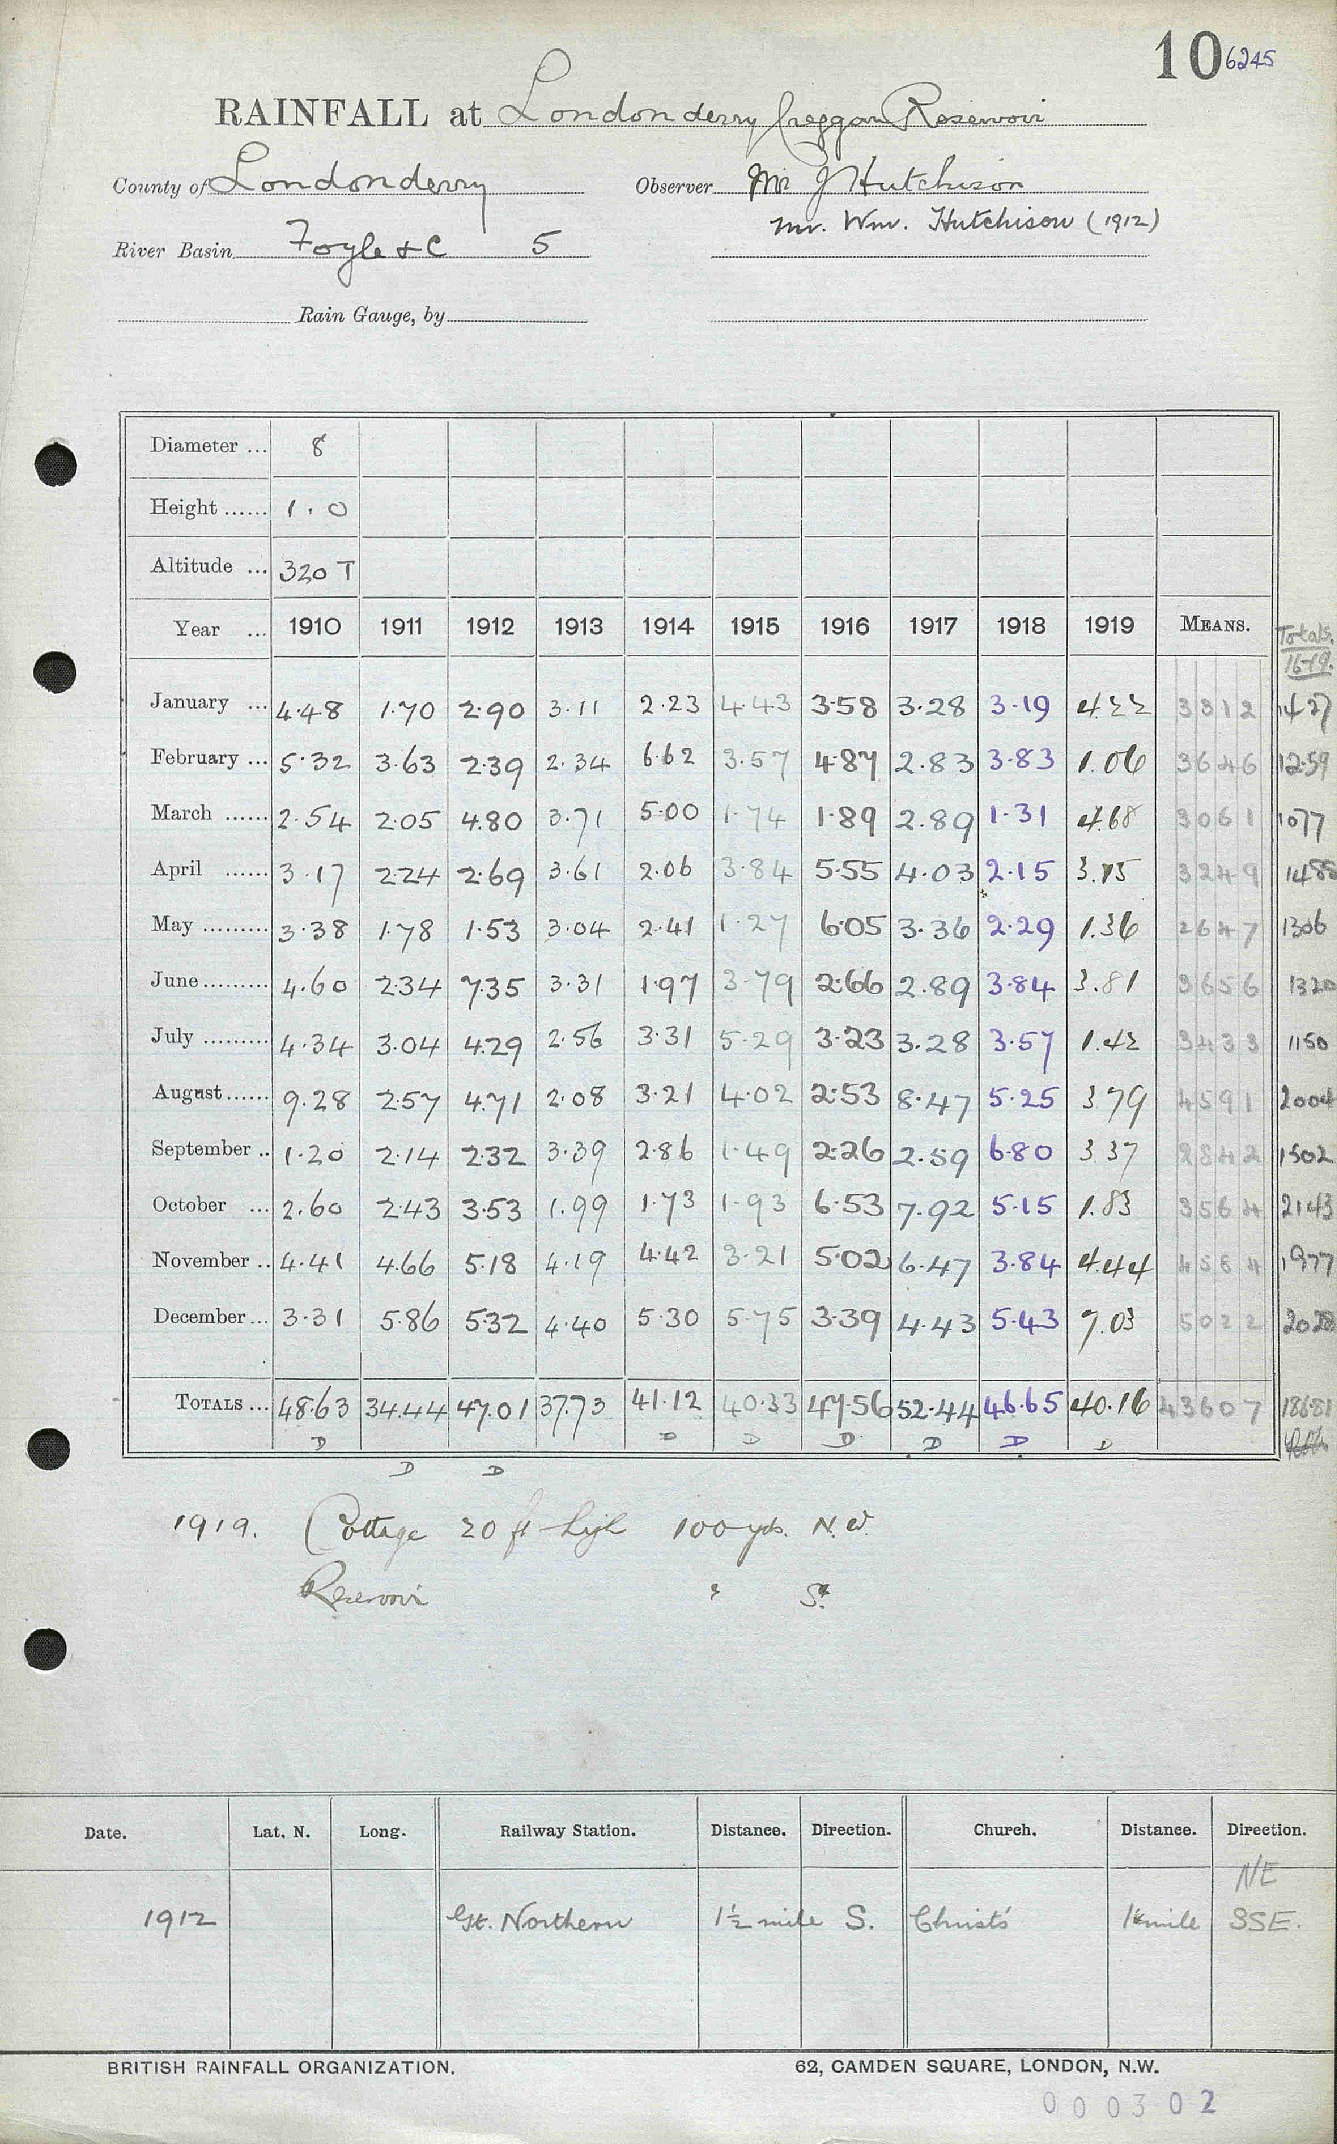 10 6245
RAINFALL at Londonderry Creggan Reservoir
County of Londonderry Observer Mr J Hutchison
Mr. Wm. Hutchison (1912)
River Basin Foyle &c 5
Rain Gauge, by
Diameter ... 8
Height ...... 1.0
Altitude ... 320 T
Year ... 1910 1911 1912 1913 1914 1915 1916 1917 1918 1919 MEANS. Totals. 16-19.
January ... 4.48 1.70 2.90 3.11 2.23 4.43 3.58 3.28 3.19 4.22 3312 1427
February ... 5.32 3.63 2.39 2.34 6.62 3.57 4.87 2.83 3.83 1.06 3646 12.59
March ...... 2.54 2.05 4.80 3.71 5.00 1.74 1.89 2.89 1.31 4.68 3061 1077
April ...... 3.17 2.24 2.69 3.61 2.06 3.84 5.55 4.03 2.15 3.15 3249 1488
May ......... 3.38 1.78 1.53 3.04 2.41 1.27 6.05 3.36 2.29 1.36 2647 1306
June ......... 4.60 2.34 7.35 3.31 1.97 3.79 2.66 2.89 3.84 3.81 3656 1320
July ......... 4.34 3.04 4.29 2.56 3.31 5.29 3.23 3.28 3.57 1.42 3433 1150
August ...... 9.28 2.57 4.71 2.08 3.21 4.02 2.53 8.47 5.25 3.79 4591 2004
September .. 1.20 2.14 2.32 3.39 2.86 1.49 2.26 2.59 6.80 3.37 2842 1502
October ... 2.60 2.43 3.53 1.99 1.73 1.93 6.53 7.92 5.15 1.83 3564 2143
November .. 4.41 4.66 5.18 4.19 4.42 3.21 5.02 6.47 3.84 4.44 4584 1977
December ... 3.31 5.86 5.32 4.40 5.30 5.75 3.39 4.43 5.43 7.03 5022 2028
TOTALS ... 48.63 34.44 47.01 37.73 41.12 40.33 47.56 52.44 46.65 40.16 43607 18681
D D D D D D D
D D
1919. Cottage 20 ft high 100 yds. N.W.
Reservoir " S.
Date. Lat. N. Long. Railway Station. Distance. Direction. Church. Distance. Direction.
NE
1912 Gt. Northern 1½ mile S. Christs mile SSE.
BRITISH RAINFALL ORGANIZATION. 62, CAMDEN SQUARE, LONDON, N.W.
000302